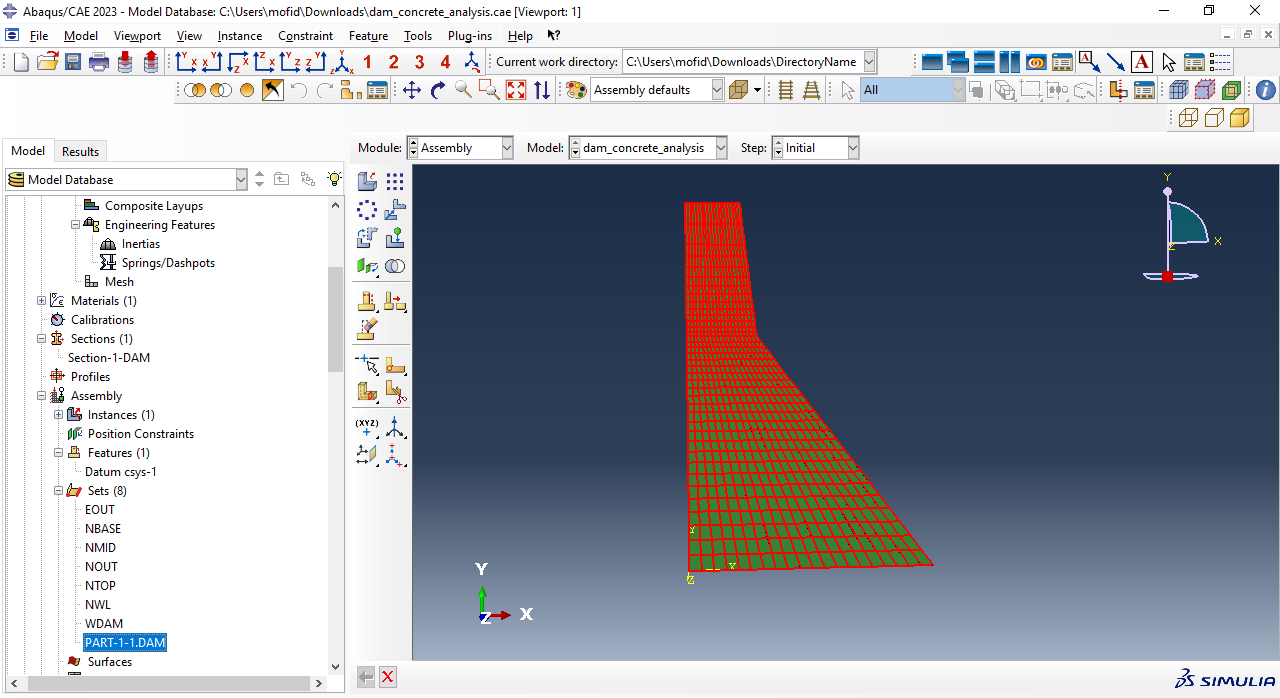 Abaqus/CAE 2023 - Model Database: C:\Users\mofid\Downloads\dam_concrete_analysis.cae [Viewport: 1]
File Model Viewport View Instance Constraint Feature Tools Plug-ins Help
1 2 3 4 Current work directory: C:\Users\mofid\Downloads\DirectoryName A A
Assembly defaults All
Model Results Module: Assembly Model: dam_concrete_analysis Step: Initial
Model Database
Composite Layups
Engineering Features
Inertias
Springs/Dashpots
Mesh
Materials (1)
Calibrations
Sections (1)
Section-1-DAM
Profiles
Assembly
Instances (1)
Position Constraints
Features (1)
Datum csys-1
Sets (8)
EOUT
NBASE
NMID
NOUT
NTOP
NWL
WDAM
PART-1-1.DAM
Surfaces
(XYZ)
Y
X
Z
Y
Y
Z
Y
X
Z
SIMULIA